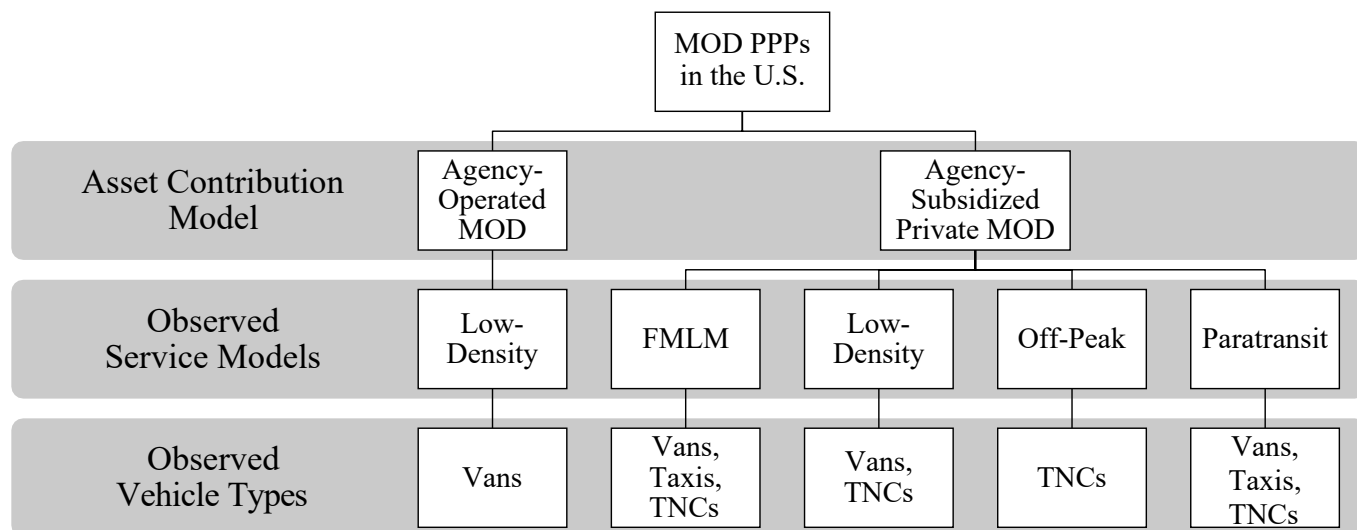 MOD PPPs
in the U.S.
Asset Contribution
Model
Agency-
Operated
MOD
Agency-
Subsidized
Private MOD
Observed
Service Models
Low-
Density
FMLM
Low-
Density
Off-Peak
Paratransit
Observed
Vehicle Types
Vans
Vans,
Taxis,
TNCs
Vans,
TNCs
TNCs
Vans,
Taxis,
TNCs